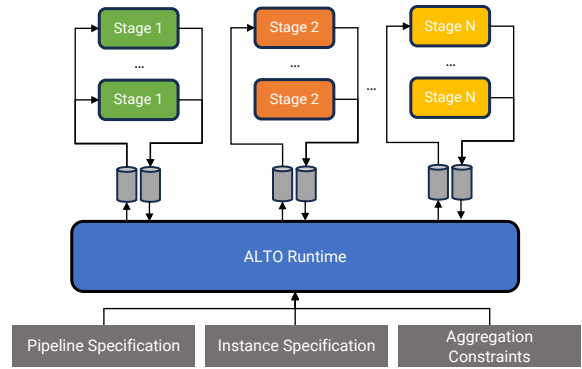 Stage 1
Stage 2
Stage N
...
...
...
Stage 1
Stage 2
...
Stage N
ALTO Runtime
Pipeline Specification
Instance Specification
Aggregation
Constraints